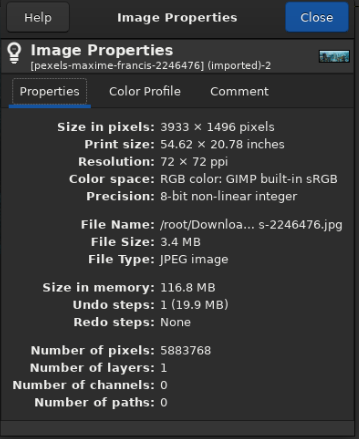 Help
Image Properties
Close
Image Properties
[pexels-maxime-francis-2246476] (imported)-2
Properties
Color Profile
Comment
Size in pixels: 3933 × 1496 pixels
Print size: 54.62 × 20.78 inches
Resolution: 72 × 72 ppi
Color space: RGB color: GIMP built-in sRGB
Precision: 8-bit non-linear integer
File Name: /root/Downloa... s-2246476.jpg
File Size: 3.4 MB
File Type: JPEG image
Size in memory: 116.8 MB
Undo steps: 1 (19.9 MB)
Redo steps: None
Number of pixels: 5883768
Number of layers: 1
Number of channels: 0
Number of paths: 0